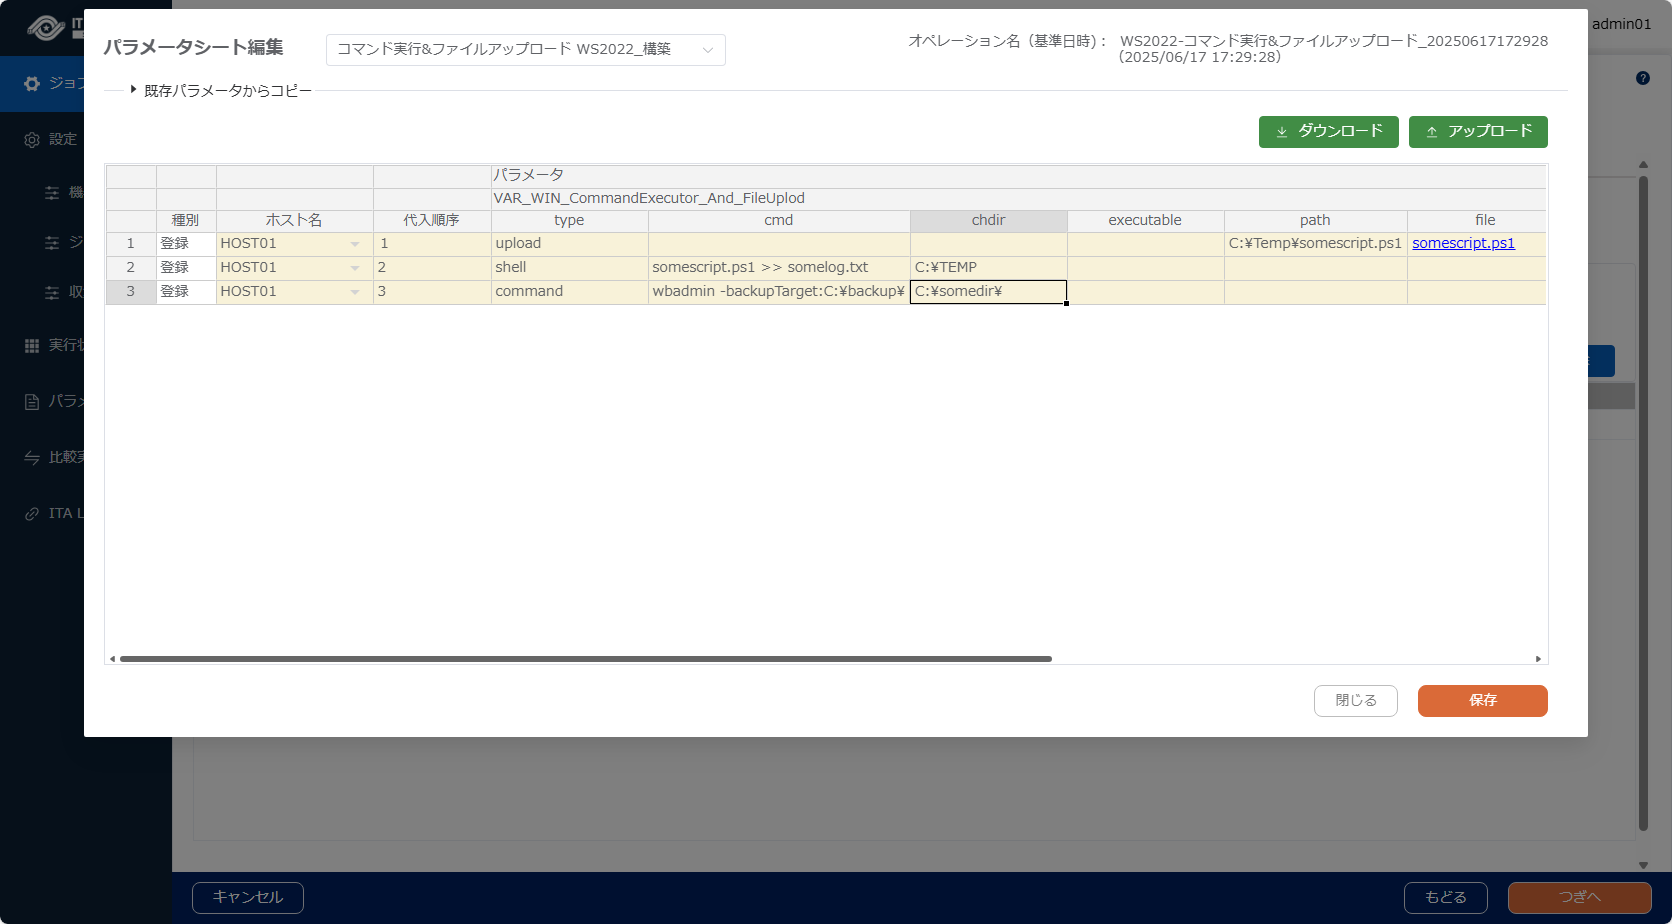 IT
admin01
パラメータシート編集
コマンド実行&ファイルアップロード WS2022_構築
オペレーション名（基準日時）： WS2022-コマンド実行&ファイルアップロード_20250617172928
（2025/06/17 17:29:28）
既存パラメータからコピー
ダウンロード アップロード
パラメータ
VAR_WIN_CommandExecutor_And_FileUplod
種別 ホスト名 代入順序 type cmd chdir executable path file
1 登録 HOST01 1 upload C:¥Temp¥somescript.ps1 somescript.ps1
2 登録 HOST01 2 shell somescript.ps1 >> somelog.txt C:¥TEMP
3 登録 HOST01 3 command wbadmin -backupTarget:C:¥backup¥ C:¥somedir¥
閉じる 保存
ジョブ
設定
機
ジ
収
実行状
パラメ
比較実
ITA L
キャンセル もどる つぎへ